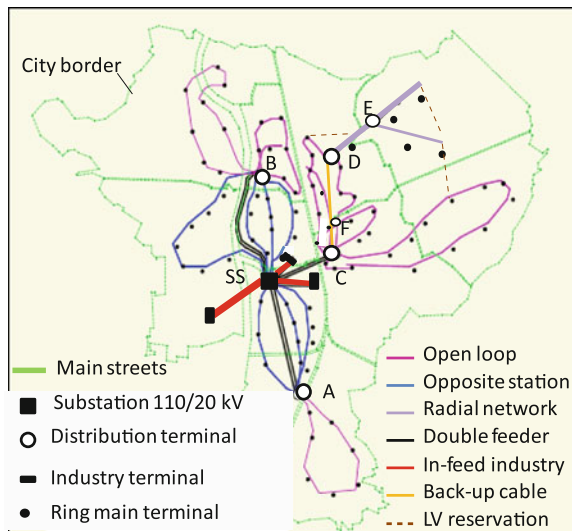 City border
E
B
D
F
SS
C
A
Main streets
Substation 110/20 kV
Distribution terminal
Industry terminal
Ring main terminal
Open loop
Opposite station
Radial network
Double feeder
In-feed industry
Back-up cable
LV reservation